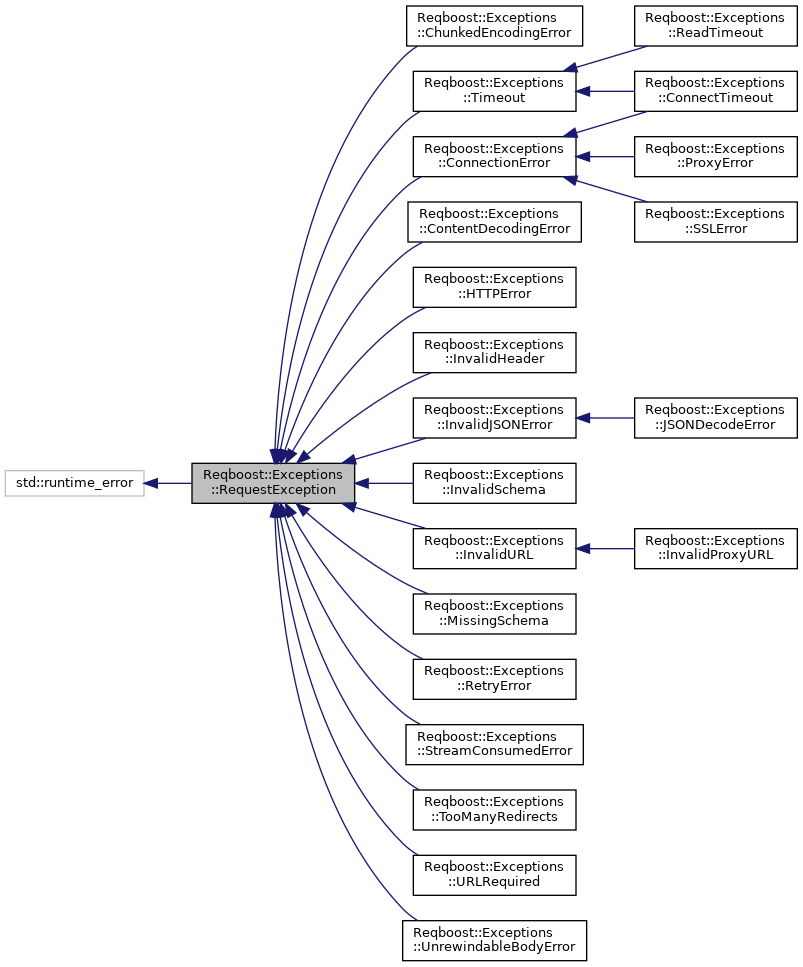 std::runtime_error
Reqboost::Exceptions
::RequestException
Reqboost::Exceptions
::ChunkedEncodingError
Reqboost::Exceptions
::Timeout
Reqboost::Exceptions
::ConnectionError
Reqboost::Exceptions
::ContentDecodingError
Reqboost::Exceptions
::HTTPError
Reqboost::Exceptions
::InvalidHeader
Reqboost::Exceptions
::InvalidJSONError
Reqboost::Exceptions
::InvalidSchema
Reqboost::Exceptions
::InvalidURL
Reqboost::Exceptions
::MissingSchema
Reqboost::Exceptions
::RetryError
Reqboost::Exceptions
::StreamConsumedError
Reqboost::Exceptions
::TooManyRedirects
Reqboost::Exceptions
::URLRequired
Reqboost::Exceptions
::UnrewindableBodyError
Reqboost::Exceptions
::ReadTimeout
Reqboost::Exceptions
::ConnectTimeout
Reqboost::Exceptions
::ProxyError
Reqboost::Exceptions
::SSLError
Reqboost::Exceptions
::JSONDecodeError
Reqboost::Exceptions
::InvalidProxyURL